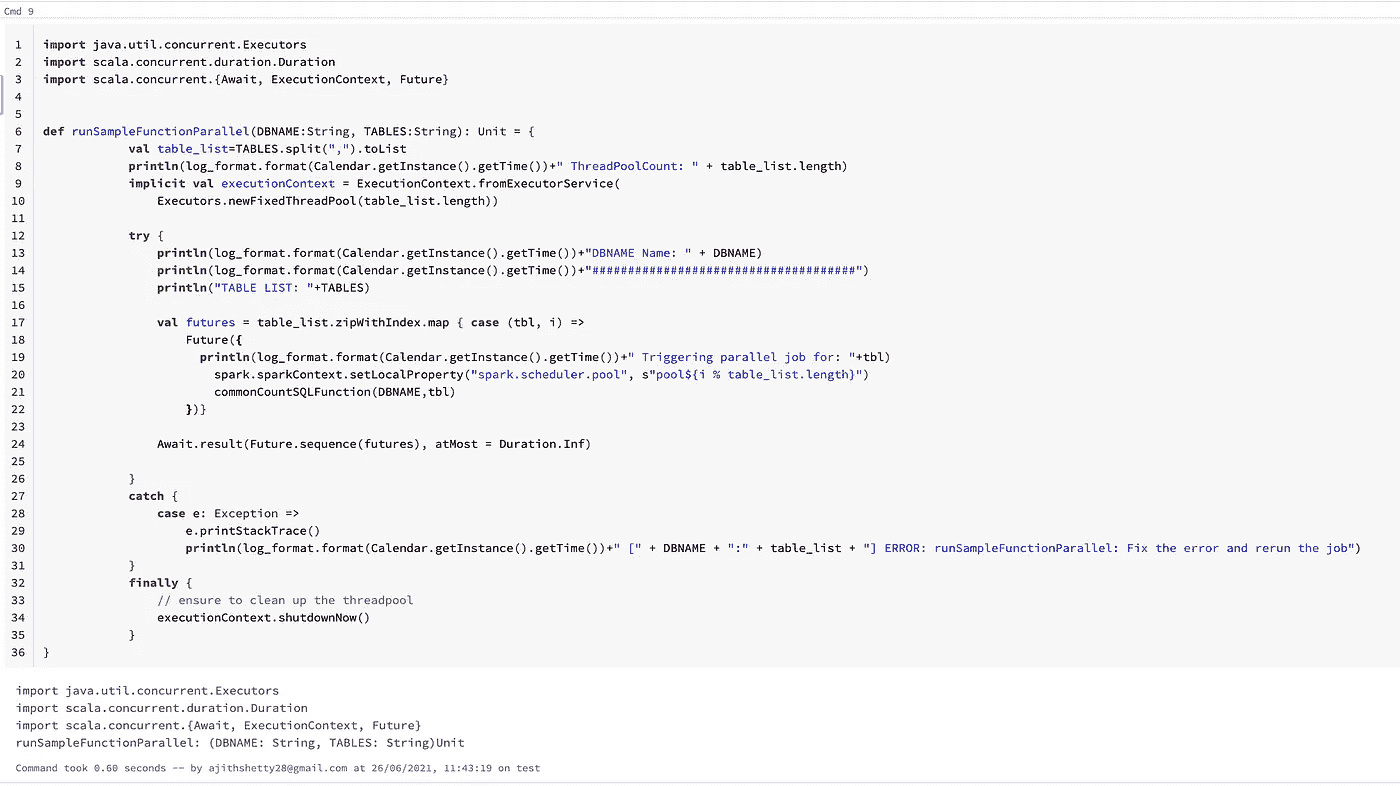 Cmd 9
1 import java.util.concurrent.Executors
2 import scala.concurrent.duration.Duration
3 import scala.concurrent.{Await, ExecutionContext, Future}
4
5
6 def runSampleFunctionParallel(DBNAME:String, TABLES:String): Unit = {
7 val table_list=TABLES.split(",").toList
8 println(log_format.format(Calendar.getInstance().getTime())+" ThreadPoolCount: " + table_list.length)
9 implicit val executionContext = ExecutionContext.fromExecutorService(
10 Executors.newFixedThreadPool(table_list.length))
11
12 try {
13 println(log_format.format(Calendar.getInstance().getTime())+"DBNAME Name: " + DBNAME)
14 println(log_format.format(Calendar.getInstance().getTime())+"#####################################")
15 println("TABLE LIST: "+TABLES)
16
17 val futures = table_list.zipWithIndex.map { case (tbl, i) =>
18 Future({
19 println(log_format.format(Calendar.getInstance().getTime())+" Triggering parallel job for: "+tbl)
20 spark.sparkContext.setLocalProperty("spark.scheduler.pool", s"pool${i % table_list.length}")
21 commonCountSQLFunction(DBNAME,tbl)
22 })}
23
24 Await.result(Future.sequence(futures), atMost = Duration.Inf)
25
26 }
27 catch {
28 case e: Exception =>
29 e.printStackTrace()
30 println(log_format.format(Calendar.getInstance().getTime())+" [" + DBNAME + ":" + table_list + "] ERROR: runSampleFunctionParallel: Fix the error and rerun the job")
31 }
32 finally {
33 // ensure to clean up the threadpool
34 executionContext.shutdownNow()
35 }
36 }
import java.util.concurrent.Executors
import scala.concurrent.duration.Duration
import scala.concurrent.{Await, ExecutionContext, Future}
runSampleFunctionParallel: (DBNAME: String, TABLES: String)Unit
Command took 0.60 seconds -- by ajithshetty28@gmail.com at 26/06/2021, 11:43:19 on test